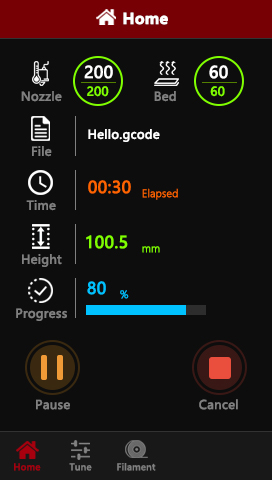 Home
200
200
Nozzle
60
60
Bed
Hello.gcode
File
00:30 Elapsed
Time
100.5 mm
Height
80 %
Progress
Pause Cancel
Home Tune Filament